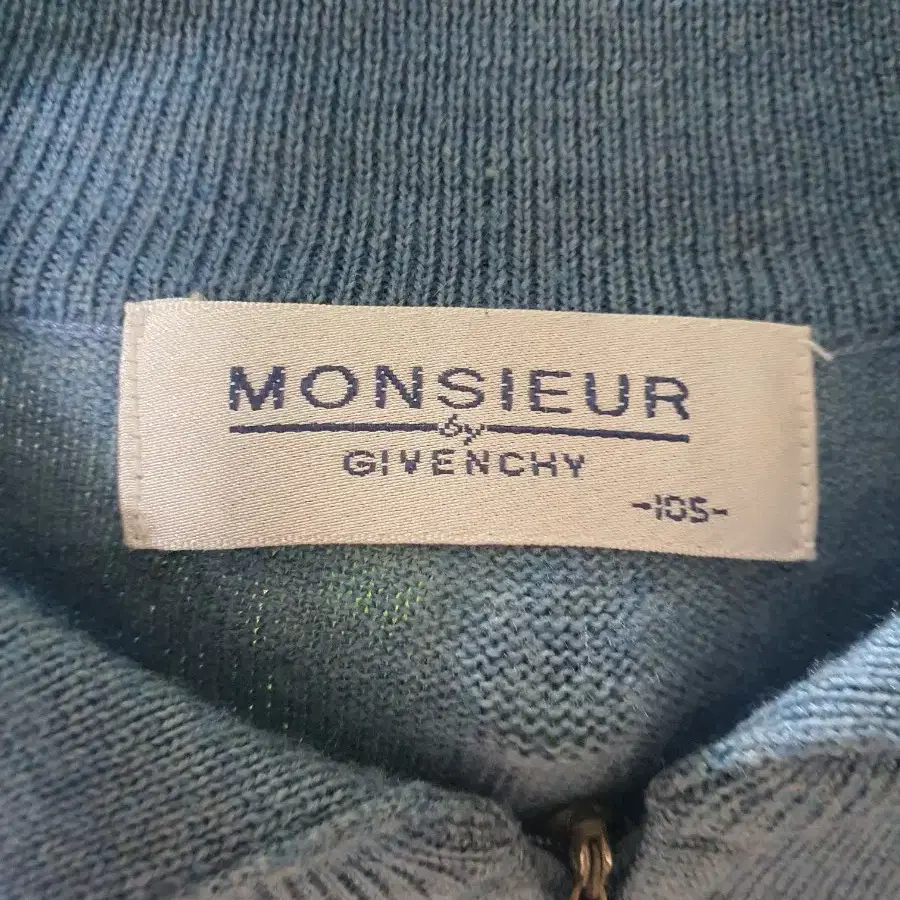 MONSIEUR
by
GIVENCHY
-105-